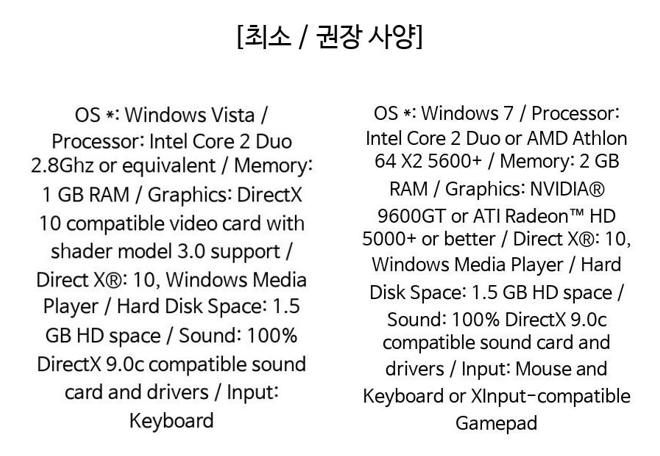 [최소 / 권장 사양]
OS *: Windows Vista /
Processor: Intel Core 2 Duo
2.8Ghz or equivalent / Memory:
1 GB RAM / Graphics: DirectX
10 compatible video card with
shader model 3.0 support /
Direct X®: 10, Windows Media
Player / Hard Disk Space: 1.5
GB HD space / Sound: 100%
DirectX 9.0c compatible sound
card and drivers / Input:
Keyboard
OS *: Windows 7 / Processor:
Intel Core 2 Duo or AMD Athlon
64 X2 5600+ / Memory: 2 GB
RAM / Graphics: NVIDIA®
9600GT or ATI Radeon™ HD
5000+ or better / Direct X®: 10,
Windows Media Player / Hard
Disk Space: 1.5 GB HD space /
Sound: 100% DirectX 9.0c
compatible sound card and
drivers / Input: Mouse and
Keyboard or XInput-compatible
Gamepad